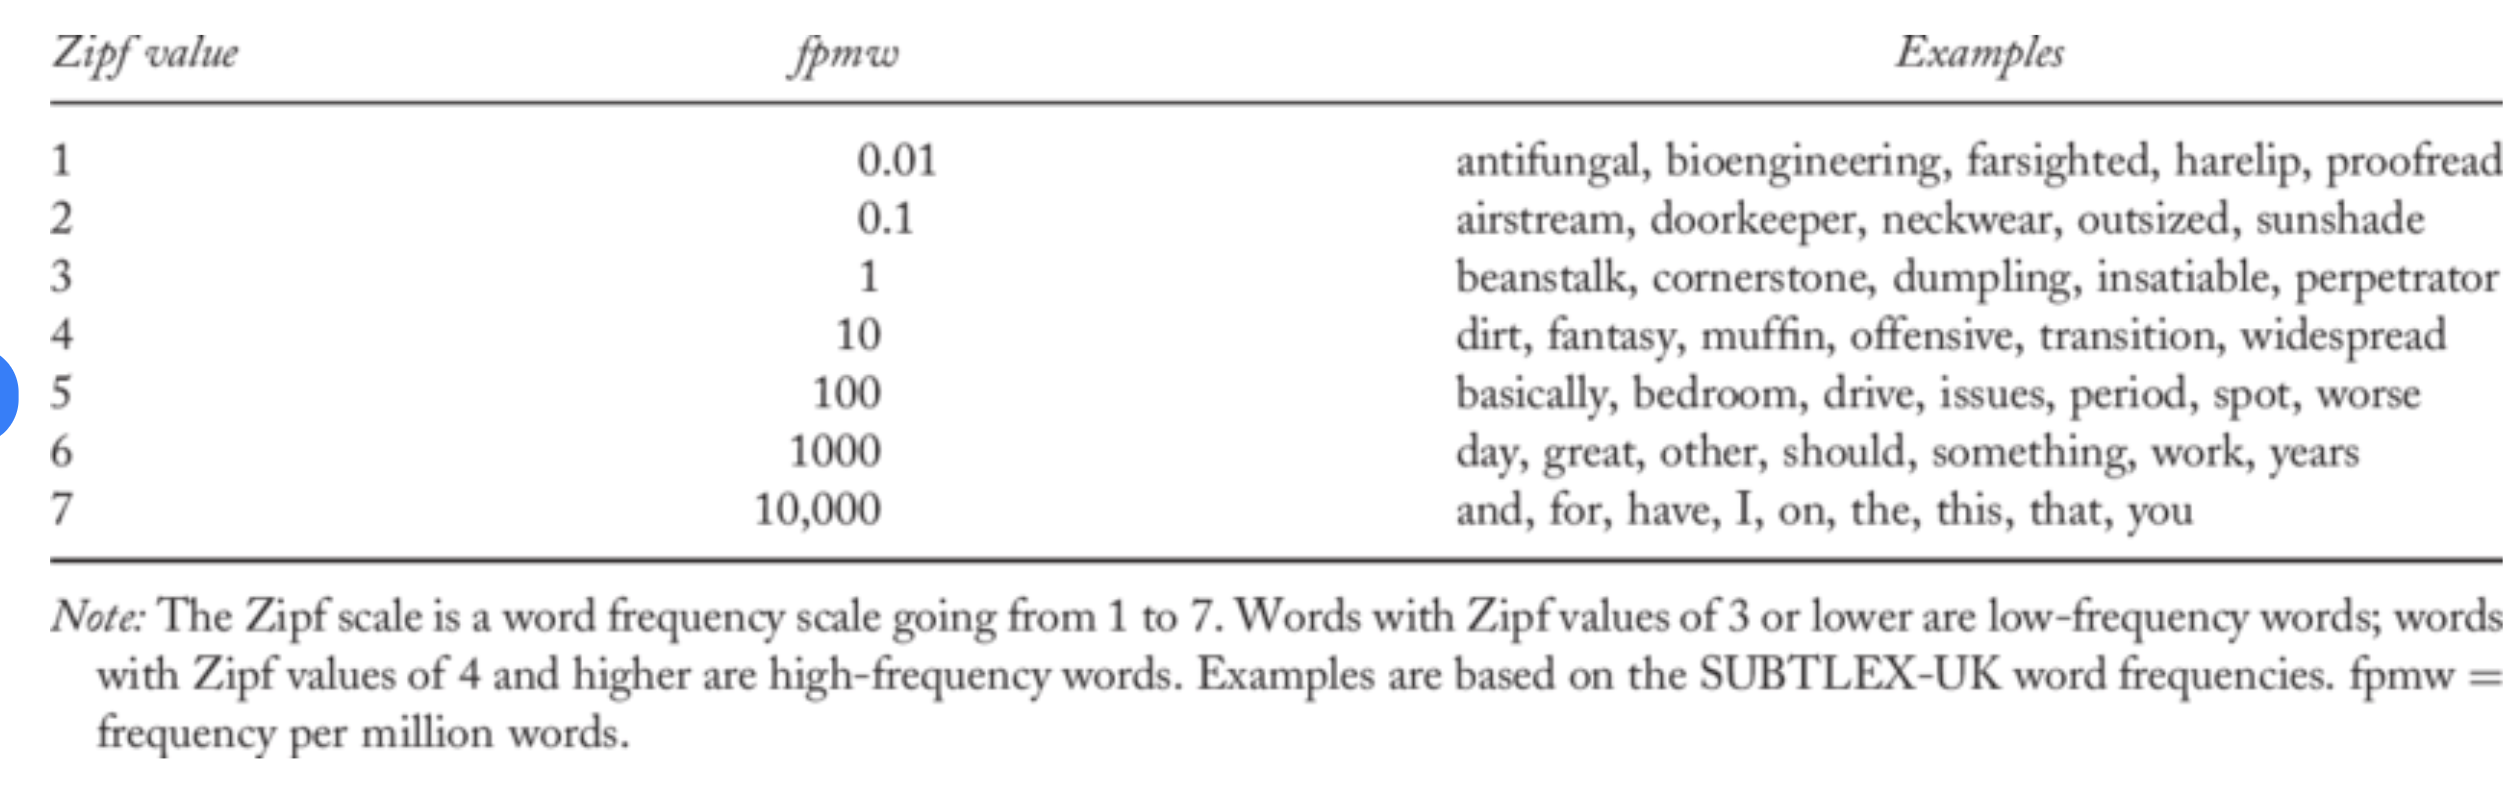 Zipf value fpmw Examples
1 0.01 antifungal, bioengineering, farsighted, harelip, proofread
2 0.1 airstream, doorkeeper, neckwear, outsized, sunshade
3 1 beanstalk, cornerstone, dumpling, insatiable, perpetrator
4 10 dirt, fantasy, muffin, offensive, transition, widespread
5 100 basically, bedroom, drive, issues, period, spot, worse
6 1000 day, great, other, should, something, work, years
7 10,000 and, for, have, I, on, the, this, that, you
Note: The Zipf scale is a word frequency scale going from 1 to 7. Words with Zipf values of 3 or lower are low-frequency words; words
with Zipf values of 4 and higher are high-frequency words. Examples are based on the SUBTLEX-UK word frequencies. fpmw =
frequency per million words.